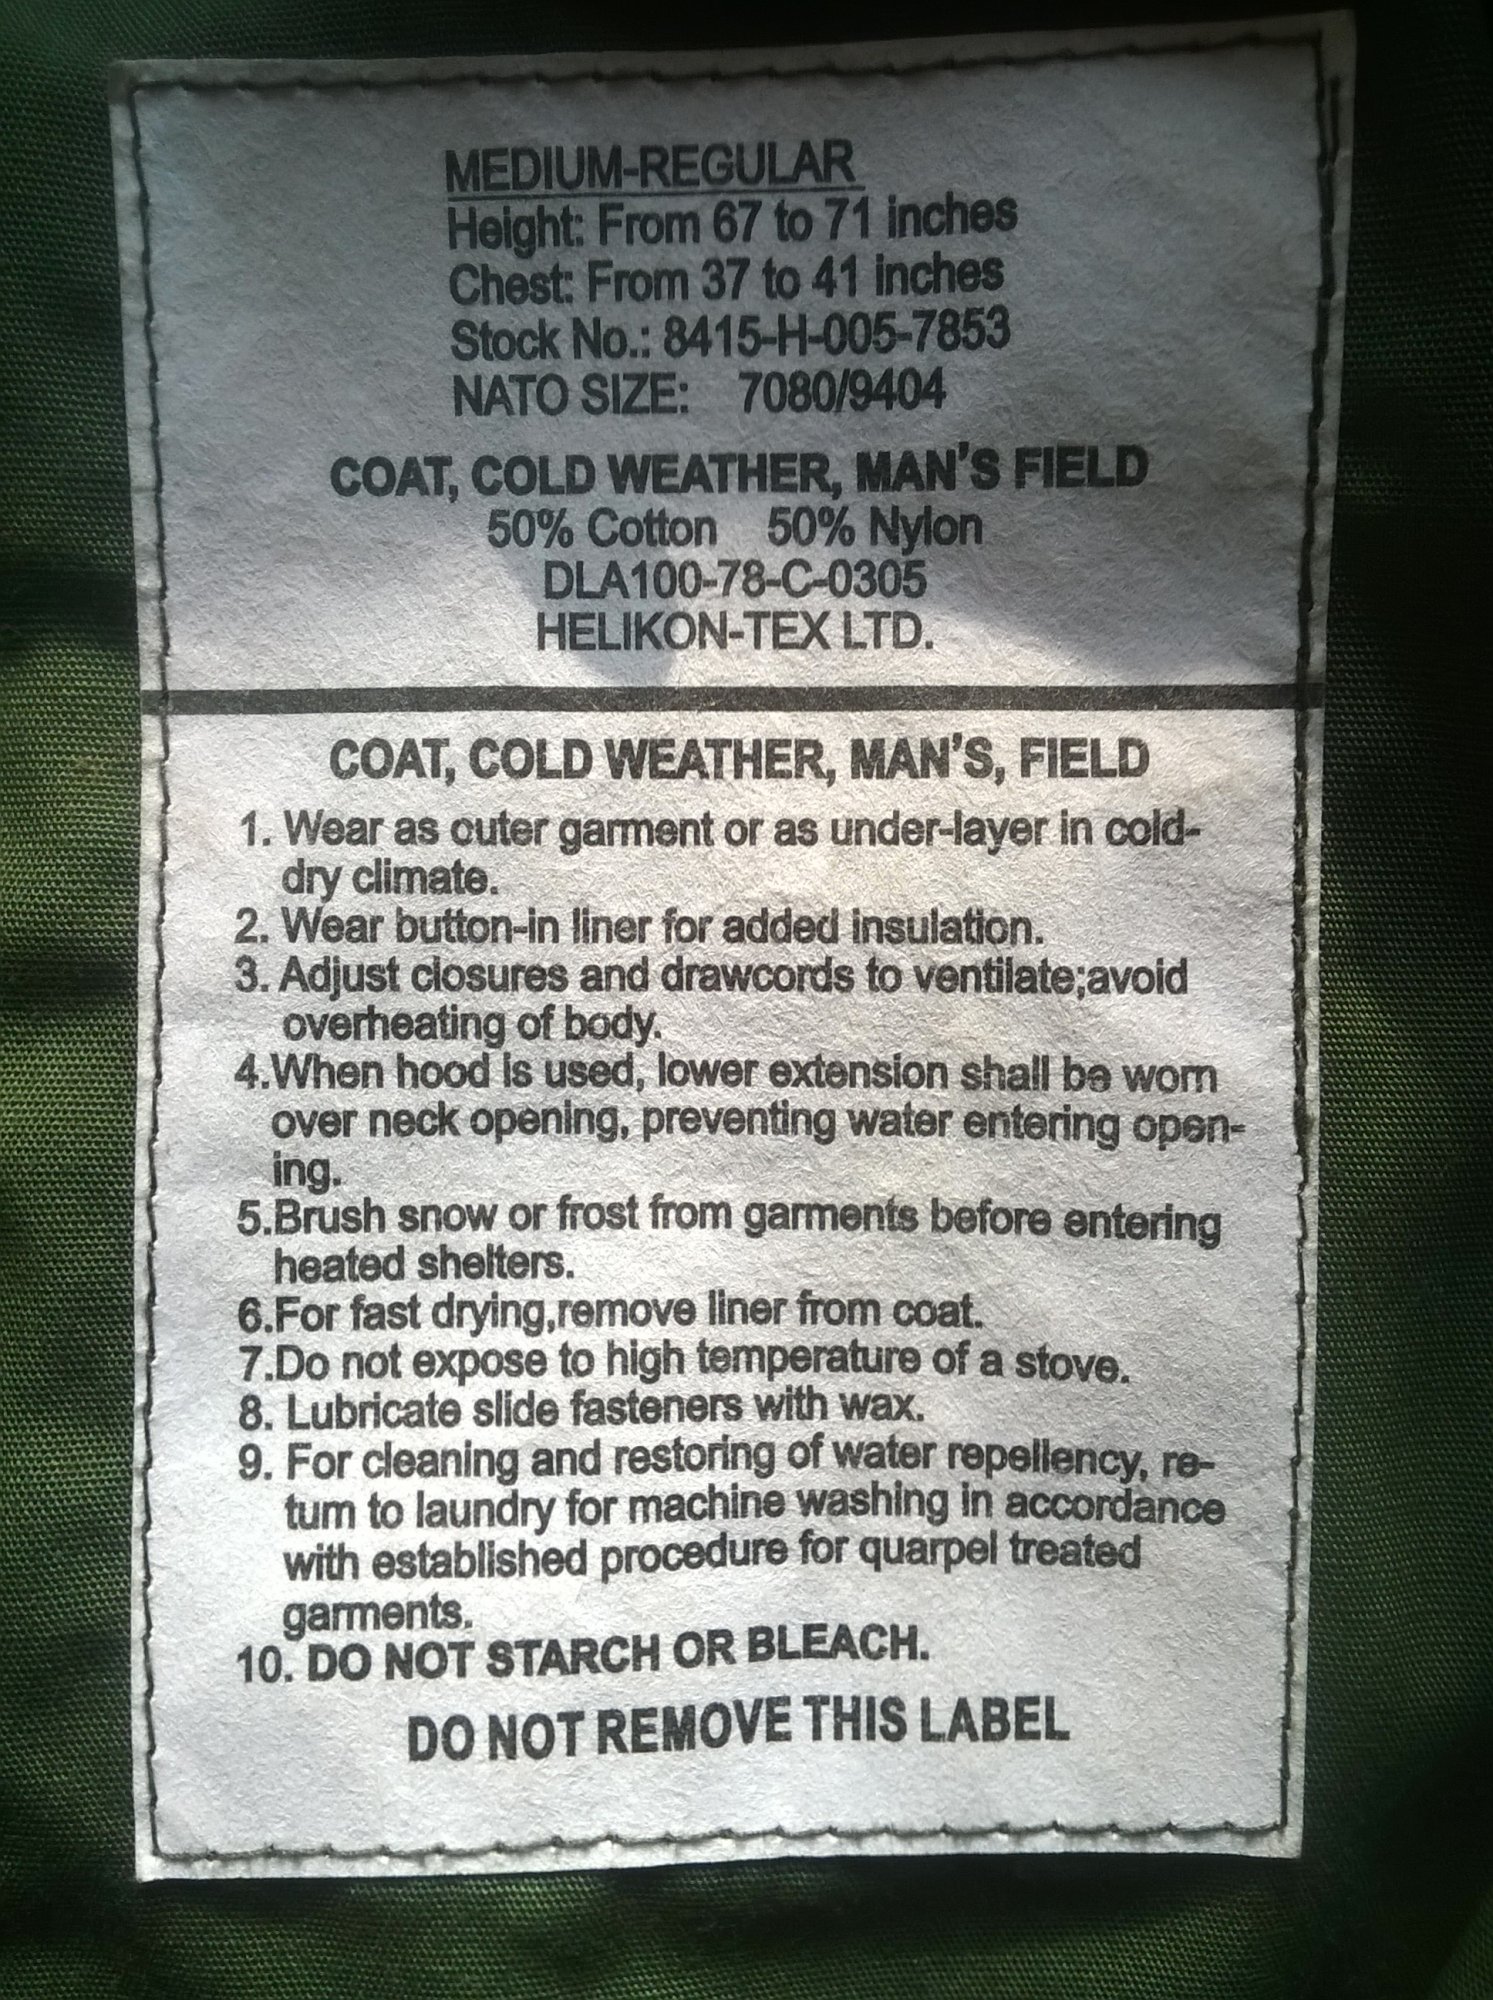 MEDIUM-REGULAR
Height: From 67 to 71 inches
Chest: From 37 to 41 inches
Stock No.: 8415-H-005-7853
NATO SIZE: 7080/9404
COAT, COLD WEATHER, MAN'S FIELD
50% Cotton 50% Nylon
DLA100-78-C-0305
HELIKON-TEX LTD.
COAT, COLD WEATHER, MAN'S, FIELD
1. Wear as outer garment or as under-layer in cold-
dry climate.
2. Wear button-in liner for added insulation.
3. Adjust closures and drawcords to ventilate;avoid
overheating of body.
4.When hood is used, lower extension shall be worn
over neck opening, preventing water entering open-
ing.
5.Brush snow or frost from garments before entering
heated shelters.
6.For fast drying,remove liner from coat.
7.Do not expose to high temperature of a stove.
8. Lubricate slide fasteners with wax.
9. For cleaning and restoring of water repellency, re-
turn to laundry for machine washing in accordance
with established procedure for quarpel treated
garments.
10. DO NOT STARCH OR BLEACH.
DO NOT REMOVE THIS LABEL